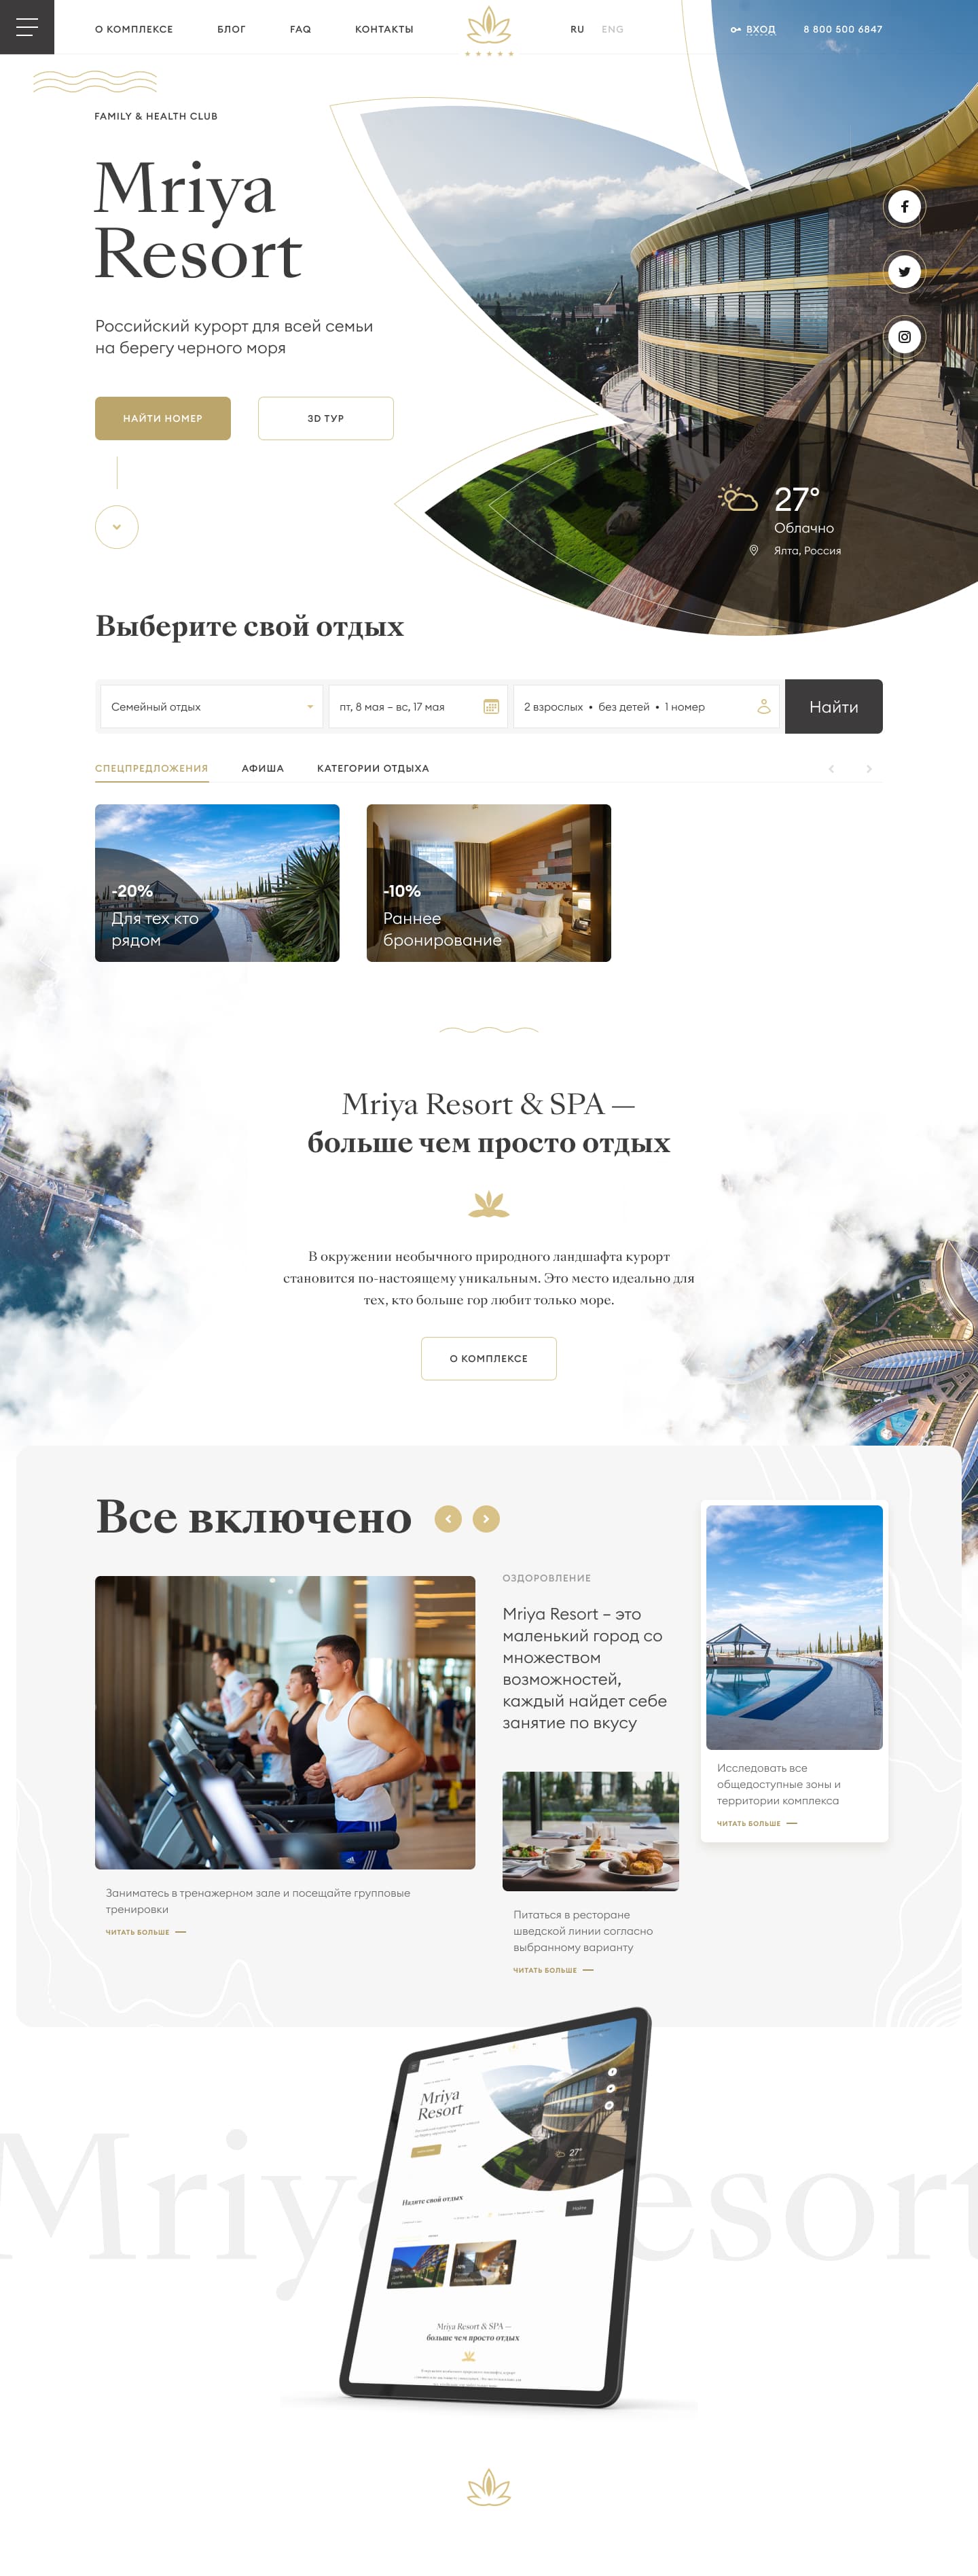 О КОМПЛЕКСЕ БЛОГ FAQ КОНТАКТЫ RU ENG ВХОД 8 800 500 6847
FAMILY & HEALTH CLUB
Mriya
Resort
Российский курорт для всей семьи
на берегу черного моря
НАЙТИ НОМЕР 3D ТУР
27°
Облачно
Ялта, Россия
Выберите свой отдых
Семейный отдых пт, 8 мая – вс, 17 мая 2 взрослых • без детей • 1 номер Найти
СПЕЦПРЕДЛОЖЕНИЯ АФИША КАТЕГОРИИ ОТДЫХА
-20%
Для тех кто
рядом
-10%
Раннее
бронирование
Mriya Resort & SPA —
больше чем просто отдых
В окружении необычного природного ландшафта курорт
становится по-настоящему уникальным. Это место идеально для
тех, кто больше гор любит только море.
О КОМПЛЕКСЕ
Все включено
ОЗДОРОВЛЕНИЕ
Mriya Resort – это
маленький город со
множеством
возможностей,
каждый найдет себе
занятие по вкусу
Исследовать все
общедоступные зоны и
территории комплекса
ЧИТАТЬ БОЛЬШЕ
Заниматесь в тренажерном зале и посещайте групповые
тренировки
ЧИТАТЬ БОЛЬШЕ
Питаться в ресторане
шведской линии согласно
выбранному варианту
ЧИТАТЬ БОЛЬШЕ
Mriya
Resort
27°
Найдите свой отдых
Mriya Resort & SPA —
больше чем просто отдых